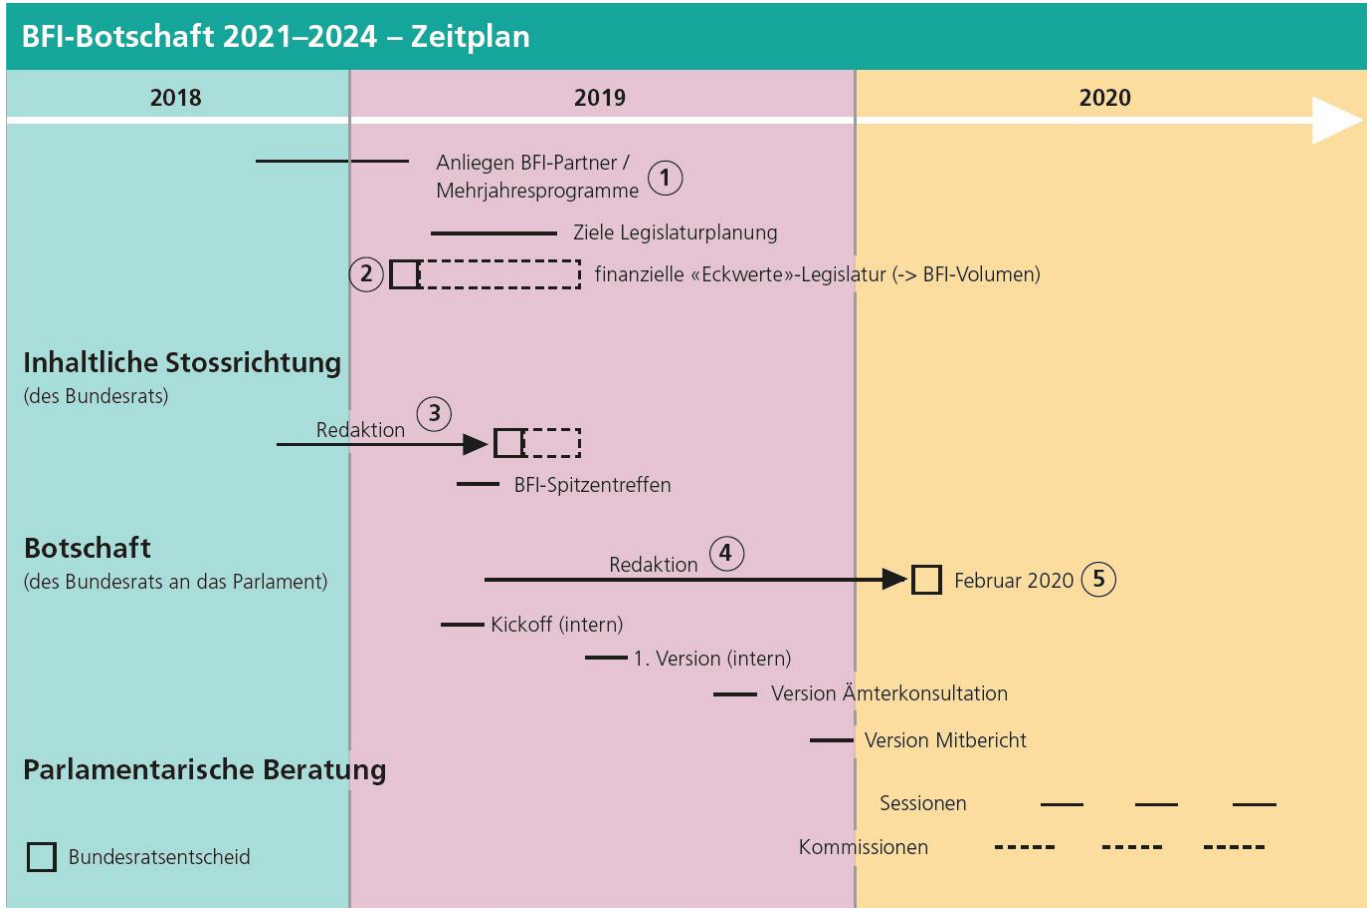 BFI-Botschaft 2021–2024 – Zeitplan
2018
2019
2020
Anliegen BFI-Partner /
Mehrjahresprogramme 1
Ziele Legislaturplanung
2 finanzielle «Eckwerte»-Legislatur (-> BFI-Volumen)
Inhaltliche Stossrichtung
(des Bundesrats)
Redaktion 3
BFI-Spitzentreffen
Botschaft
(des Bundesrats an das Parlament)
Redaktion 4
Februar 2020 5
Kickoff (intern)
1. Version (intern)
Version Ämterkonsultation
Version Mitbericht
Parlamentarische Beratung
Sessionen
Kommissionen
Bundesratsentscheid